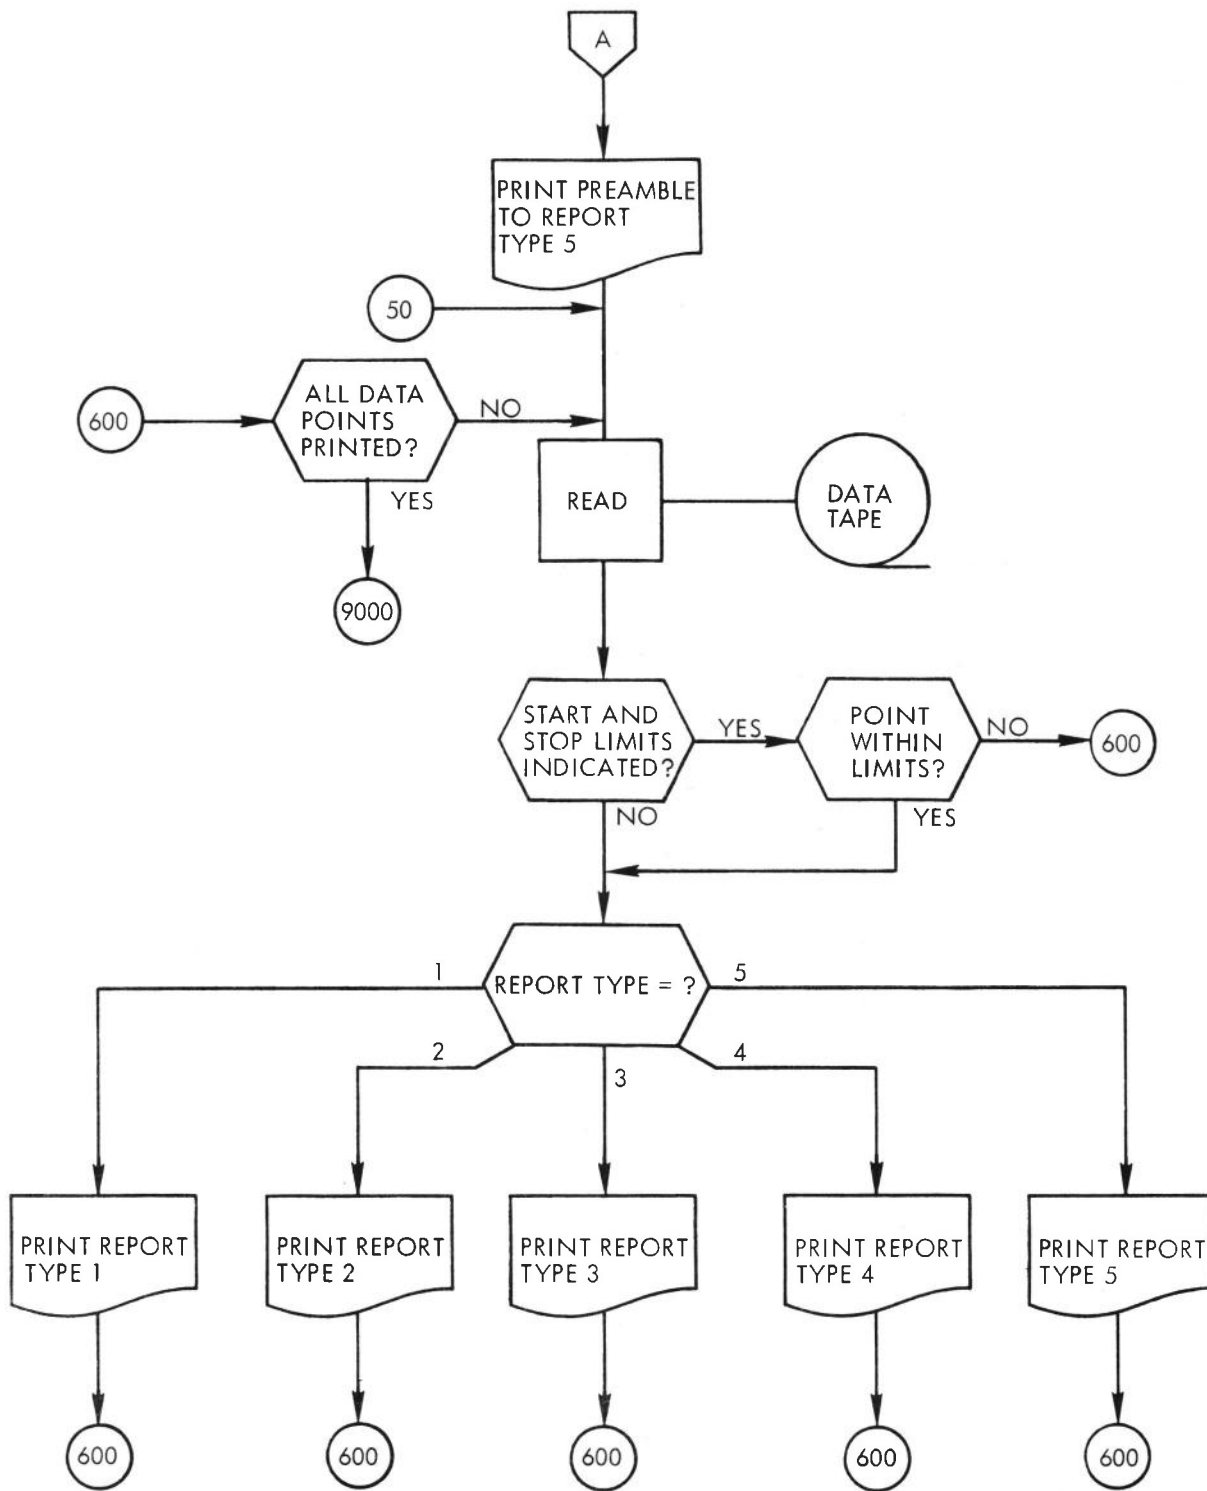 A
PRINT PREAMBLE
TO REPORT
TYPE 5
50
600
ALL DATA
POINTS
PRINTED?
NO
YES
9000
READ
DATA
TAPE
START AND
STOP LIMITS
INDICATED?
YES
NO
POINT
WITHIN
LIMITS?
NO
YES
600
REPORT TYPE = ?
1
2
3
4
5
PRINT REPORT
TYPE 1
PRINT REPORT
TYPE 2
PRINT REPORT
TYPE 3
PRINT REPORT
TYPE 4
PRINT REPORT
TYPE 5
600
600
600
600
600